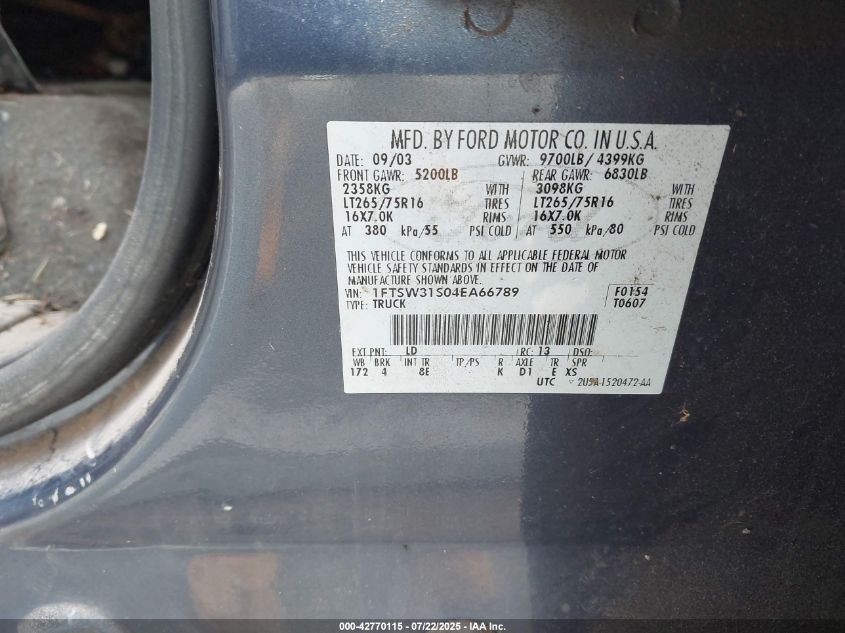 MFD. BY FORD MOTOR CO. IN U.S.A.
DATE: 09/03 GVWR: 9700LB/ 4399KG
FRONT GAWR: 5200LB REAR GAWR: 6830LB
2358KG WITH 3098KG WITH
LT265/75R16 TIRES LT265/75R16 TIRES
16X7.0K RIMS 16X7.0K RIMS
AT 380 kPa/55 PSI COLD AT 550 kPa/80 PSI COLD
THIS VEHICLE CONFORMS TO ALL APPLICABLE FEDERAL MOTOR
VEHICLE SAFETY STANDARDS IN EFFECT ON THE DATE OF
MANUFACTURE SHOWN ABOVE.
VIN: 1FTSW31S04EA66789 F0154
TYPE: TRUCK T0607
EXT PNT: LD RC: 13 DSO:
WB BRK INT TR TP/PS R AXLE TR SPR
172 4 8E K D1 E XS
UTC 2U5A-1520472-AA
000-42770115 - 07/22/2025 - IAA Inc.